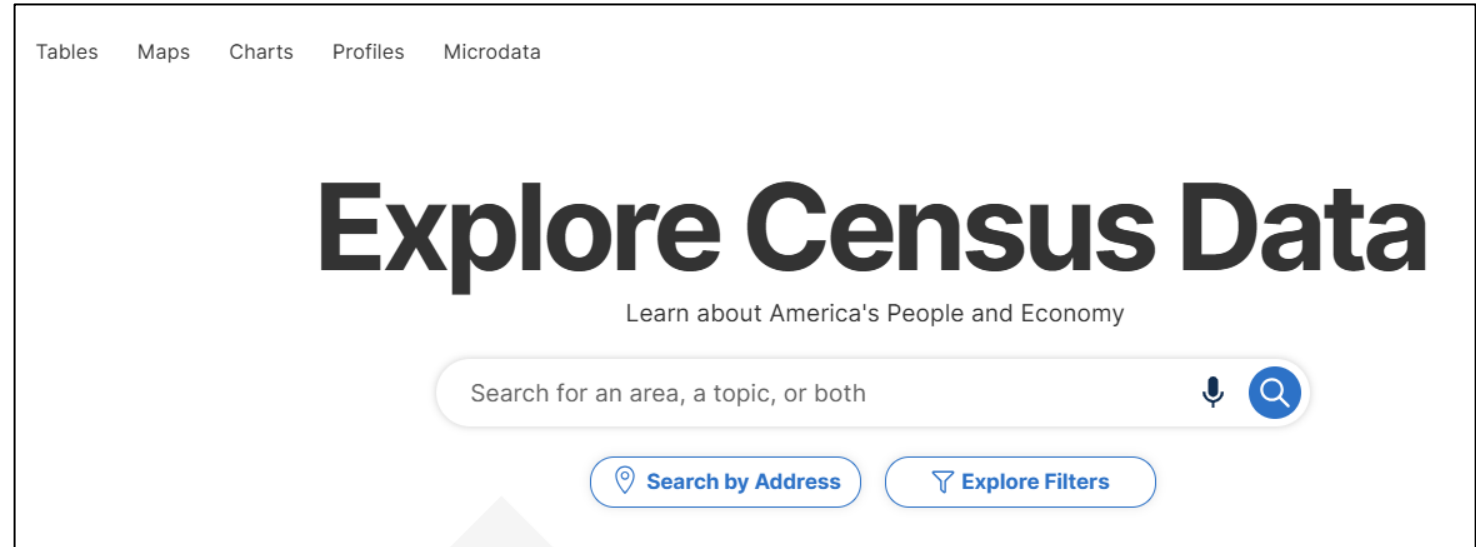 Tables Maps Charts Profiles Microdata
Explore Census Data
Learn about America's People and Economy
Search for an area, a topic, or both
Search by Address Explore Filters